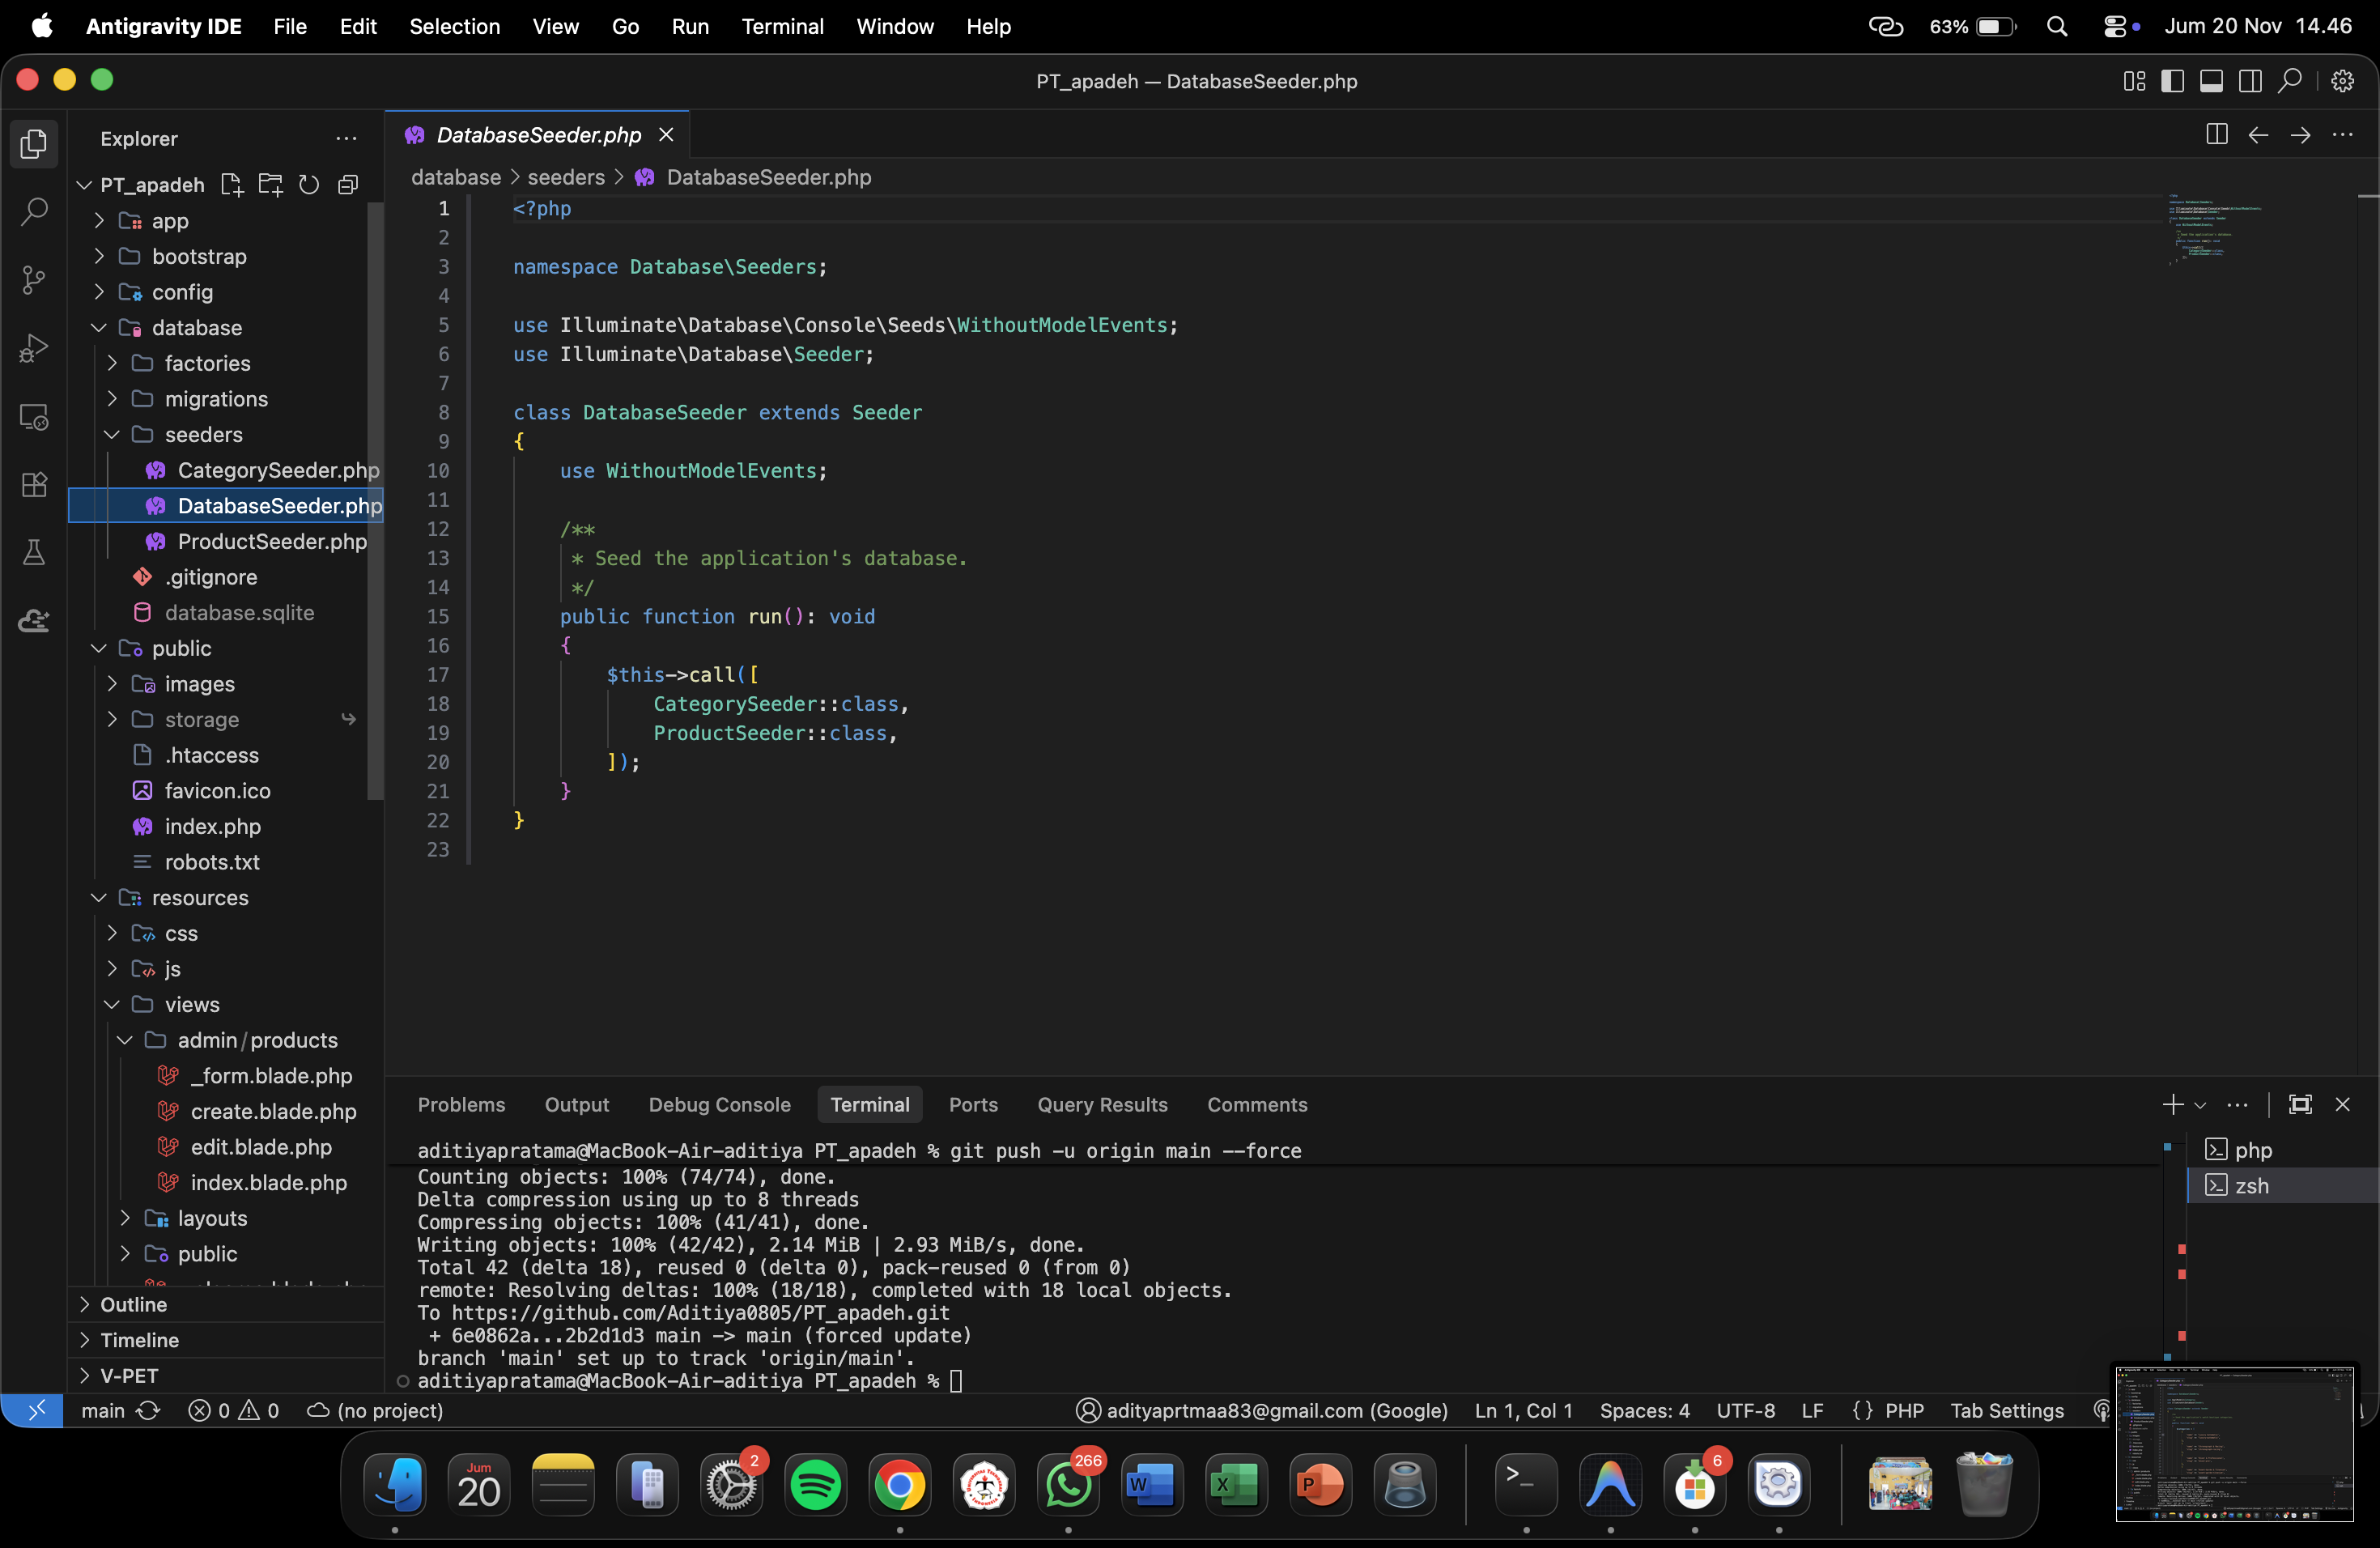 Antigravity IDE File Edit Selection View Go Run Terminal Window Help 63% Jum 20 Nov 14.46
PT_apadeh — DatabaseSeeder.php
Explorer
PT_apadeh
app
bootstrap
config
database
factories
migrations
seeders
CategorySeeder.php
DatabaseSeeder.php
ProductSeeder.php
.gitignore
database.sqlite
public
images
storage
.htaccess
favicon.ico
index.php
robots.txt
resources
css
js
views
admin/products
_form.blade.php
create.blade.php
edit.blade.php
index.blade.php
layouts
public
Outline
Timeline
V-PET
DatabaseSeeder.php
database > seeders > DatabaseSeeder.php
1 <?php
2
3 namespace Database\Seeders;
4
5 use Illuminate\Database\Console\Seeds\WithoutModelEvents;
6 use Illuminate\Database\Seeder;
7
8 class DatabaseSeeder extends Seeder
9 {
10 use WithoutModelEvents;
11
12 /**
13 * Seed the application's database.
14 */
15 public function run(): void
16 {
17 $this->call([
18 CategorySeeder::class,
19 ProductSeeder::class,
20 ]);
21 }
22 }
23
Problems Output Debug Console Terminal Ports Query Results Comments
aditiyapratama@MacBook-Air-aditiya PT_apadeh % git push -u origin main --force
Counting objects: 100% (74/74), done.
Delta compression using up to 8 threads
Compressing objects: 100% (41/41), done.
Writing objects: 100% (42/42), 2.14 MiB | 2.93 MiB/s, done.
Total 42 (delta 18), reused 0 (delta 0), pack-reused 0 (from 0)
remote: Resolving deltas: 100% (18/18), completed with 18 local objects.
To https://github.com/Aditiya0805/PT_apadeh.git
+ 6e0862a...2b2d1d3 main -> main (forced update)
branch 'main' set up to track 'origin/main'.
aditiyapratama@MacBook-Air-aditiya PT_apadeh %
php
zsh
main 0 0 (no project) adityaprtmaa83@gmail.com (Google) Ln 1, Col 1 Spaces: 4 UTF-8 LF {} PHP Tab Settings
Jum
20
2
266
W
X
P
6